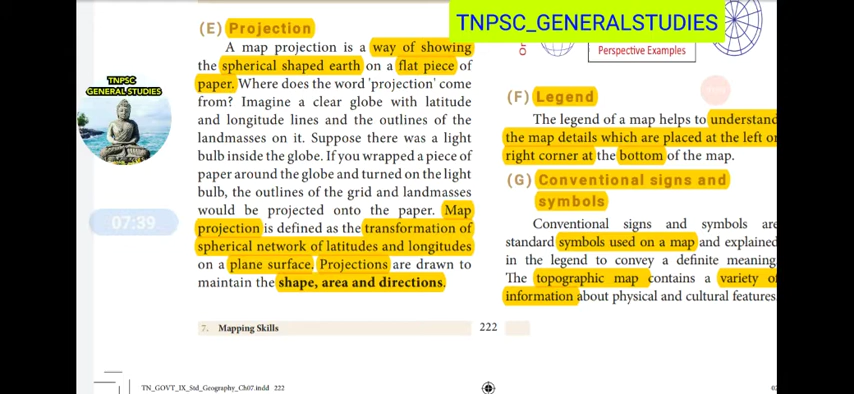 TNPSC_GENERALSTUDIES
TNPSC
GENERAL STUDIES
07:39
(E) Projection
A map projection is a way of showing
the spherical shaped earth on a flat piece of
paper. Where does the word 'projection' come
from? Imagine a clear globe with latitude
and longitude lines and the outlines of the
landmasses on it. Suppose there was a light
bulb inside the globe. If you wrapped a piece of
paper around the globe and turned on the light
bulb, the outlines of the grid and landmasses
would be projected onto the paper. Map
projection is defined as the transformation of
spherical network of latitudes and longitudes
on a plane surface. Projections are drawn to
maintain the shape, area and directions.
Perspective Examples
(F) Legend
The legend of a map helps to understand
the map details which are placed at the left or
right corner at the bottom of the map.
(G) Conventional signs and
symbols
Conventional signs and symbols are
standard symbols used on a map and explained
in the legend to convey a definite meaning.
The topographic map contains a variety of
information about physical and cultural features.
7. Mapping Skills
222
TN_GOVT_IX_Std_Geography_Ch07.indd 222